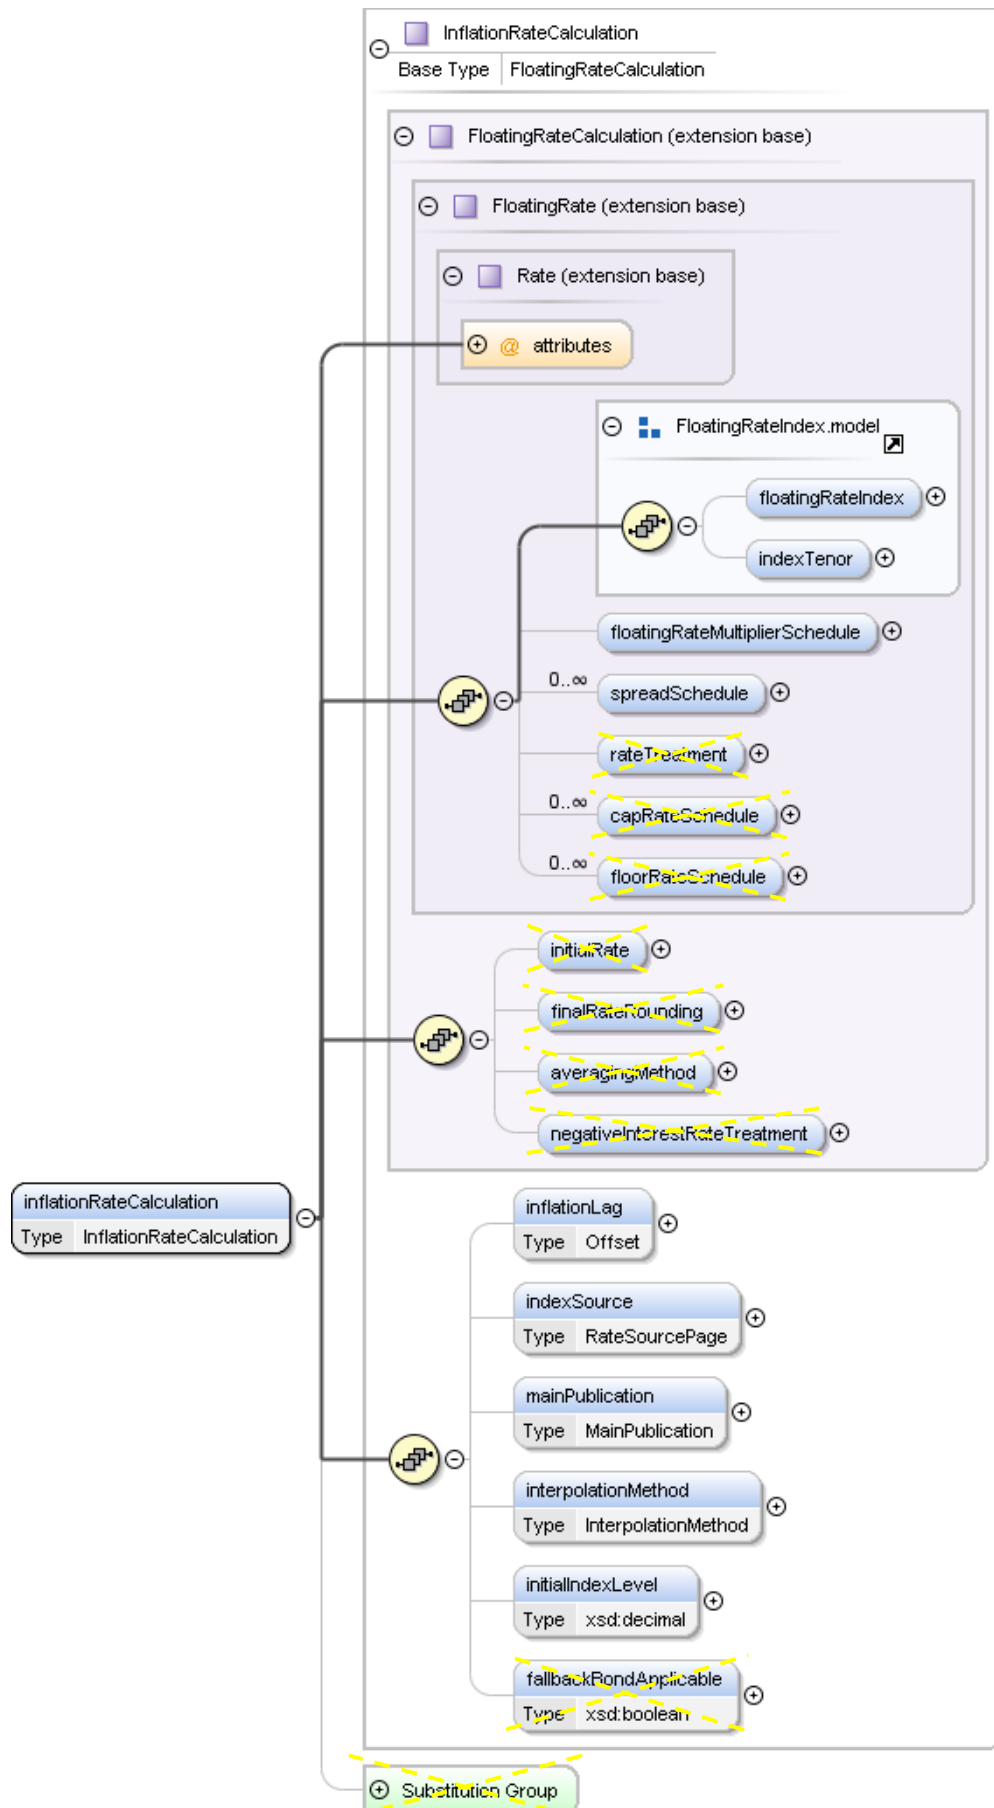 InflationRateCalculation
Base Type FloatingRateCalculation
FloatingRateCalculation (extension base)
FloatingRate (extension base)
Rate (extension base)
@ attributes
FloatingRateIndex.model
floatingRateIndex
indexTenor
floatingRateMultiplierSchedule
0..∞ spreadSchedule
rateTreatment
0..∞ capRateSchedule
0..∞ floorRateSchedule
initialRate
finalRateRounding
averagingMethod
negativeInterestRateTreatment
inflationRateCalculation
Type InflationRateCalculation
inflationLag
Type Offset
indexSource
Type RateSourcePage
mainPublication
Type MainPublication
interpolationMethod
Type InterpolationMethod
initialIndexLevel
Type xsd:decimal
fallbackBondApplicable
Type xsd:boolean
Substitution Group